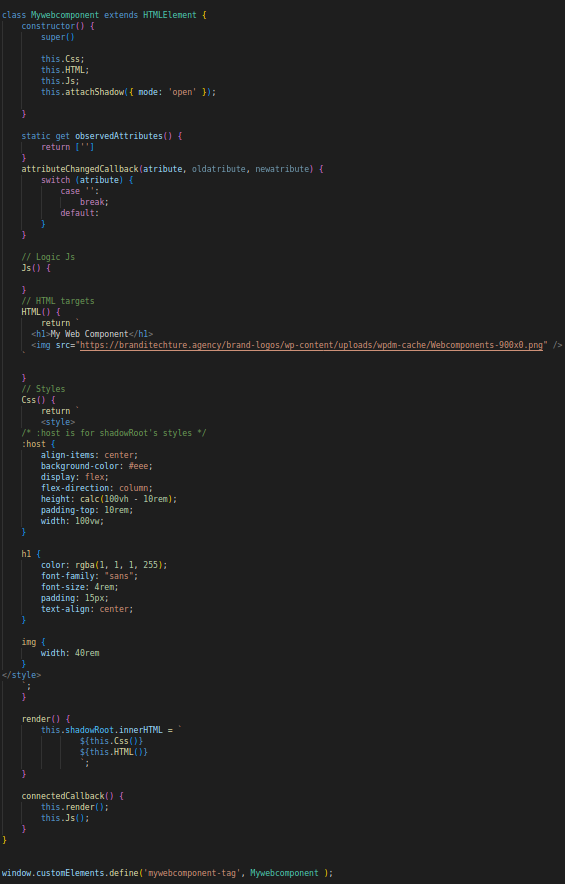 class Mywebcomponent extends HTMLElement {
    constructor() {
        super()

        this.Css;
        this.HTML;
        this.Js;
        this.attachShadow({ mode: 'open' });

    }

    static get observedAttributes() {
        return ['']
    }
    attributeChangedCallback(atribute, oldatribute, newatribute) {
        switch (atribute) {
            case '':
                break;
            default:
        }
    }

    // Logic Js
    Js() {

    }
    // HTML targets
    HTML() {
        return `
      <h1>My Web Component</h1>
      <img src="https://branditechture.agency/brand-logos/wp-content/uploads/wpdm-cache/Webcomponents-900x0.png" />
    `

    }
    // Styles
    Css() {
        return `
        <style>
    /* :host is for shadowRoot's styles */
    :host {
        align-items: center;
        background-color: #eee;
        display: flex;
        flex-direction: column;
        height: calc(100vh - 10rem);
        padding-top: 10rem;
        width: 100vw;
    }

    h1 {
        color: rgba(1, 1, 1, 255);
        font-family: "sans";
        font-size: 4rem;
        padding: 15px;
        text-align: center;
    }

    img {
        width: 40rem
    }
</style>
    `;
    }

    render() {
        this.shadowRoot.innerHTML = `
                ${this.Css()}
                ${this.HTML()}
                `;
    }

    connectedCallback() {
        this.render();
        this.Js();
    }
}


window.customElements.define('mywebcomponent-tag', Mywebcomponent );